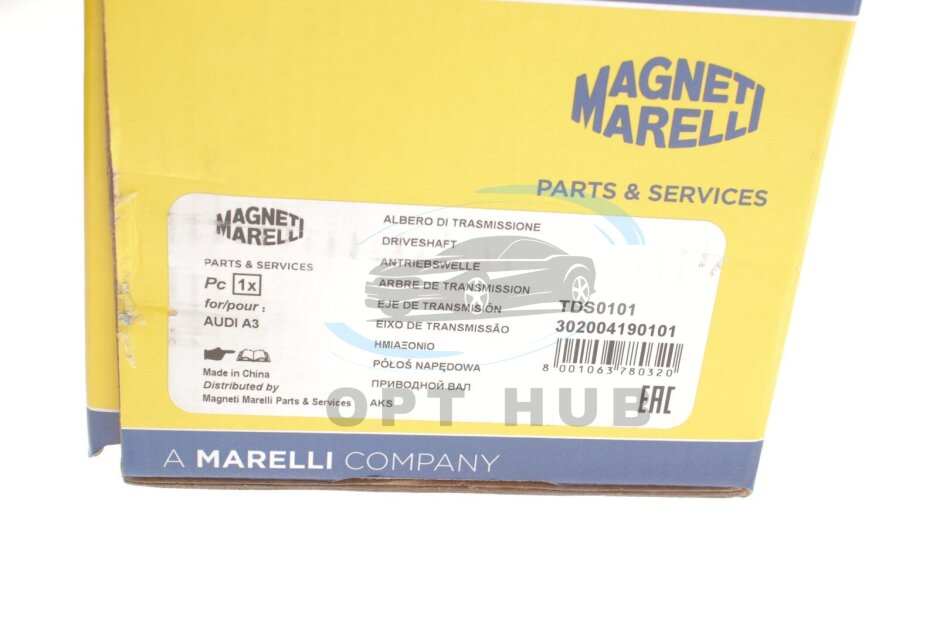 MAGNETI
MARELLI
PARTS & SERVICES
MAGNETI
MARELLI
PARTS & SERVICES
Pc 1x
for/pour :
AUDI A3
Made in China
Distributed by
Magneti Marelli Parts & Services
ALBERO DI TRASMISSIONE
DRIVESHAFT
ANTRIEBSWELLE
ARBRE DE TRANSMISSION
EJE DE TRANSMISIÓN
EIXO DE TRANSMISSÃO
ΗΜΙΑΞΟΝΙΟ
PÓŁOŚ NAPĘDOWA
ПРИВОДНОЙ ВАЛ
AKS
TDS0101
302004190101
8 001063 780320
EAC
OPT HUB
A MARELLI COMPANY